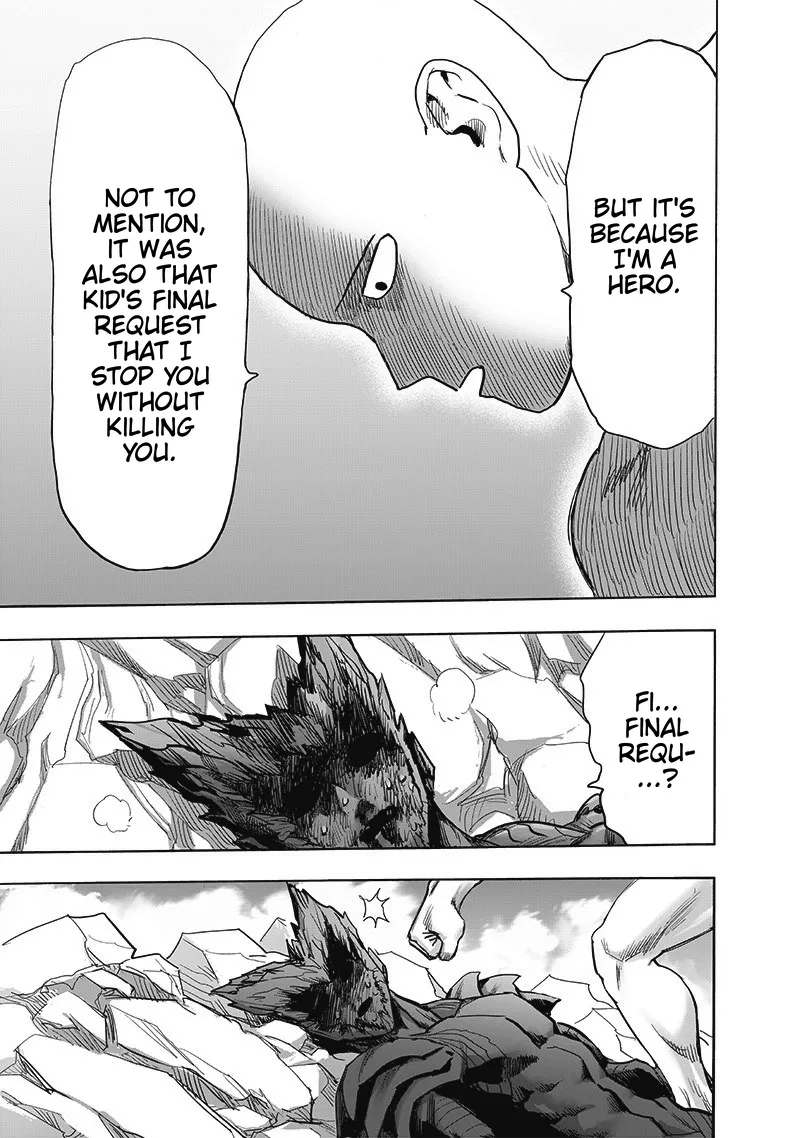 BUT IT'S
BECAUSE
I'M A
HERO.
NOT TO
MENTION,
IT WAS
ALSO THAT
KID'S FINAL
REQUEST
THAT I
STOP YOU
WITHOUT
KILLING
YOU.
FI...
FINAL
REQU-
...?